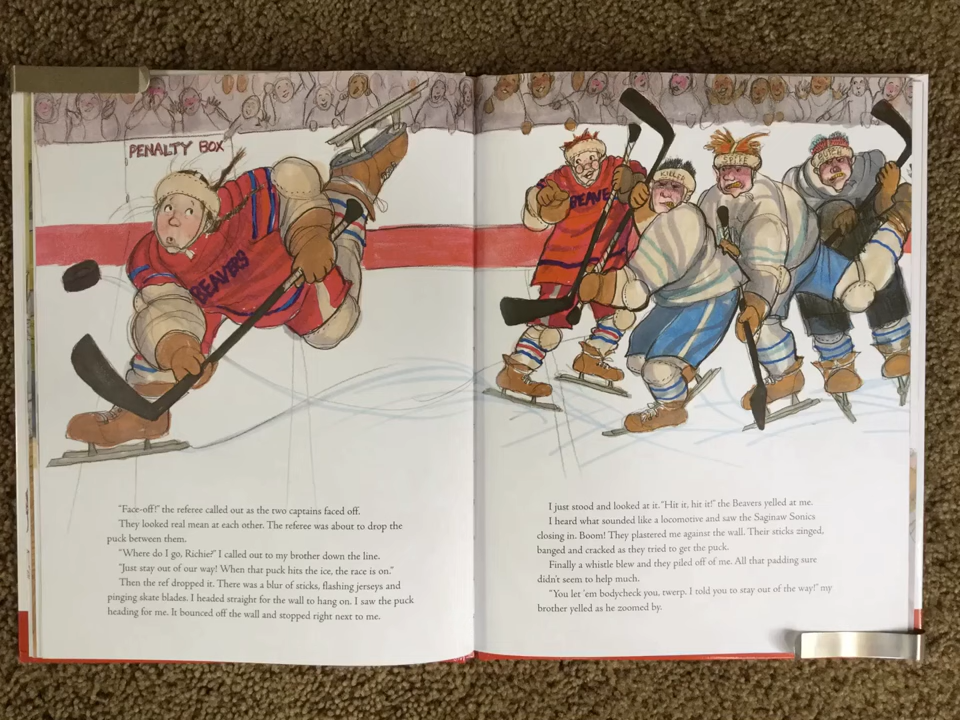 PENALTY BOX
BEAVERS
BEAVE
KILLER
SPIKE
"Face-off!" the referee called out as the two captains faced off.
They looked real mean at each other. The referee was about to drop the
puck between them.
"Where do I go, Richie?" I called out to my brother down the line.
"Just stay out of our way! When that puck hits the ice, the race is on."
Then the ref dropped it. There was a blur of sticks, flashing jerseys and
pinging skate blades. I headed straight for the wall to hang on. I saw the puck
heading for me. It bounced off the wall and stopped right next to me.
I just stood and looked at it. "Hit it, hit it!" the Beavers yelled at me.
I heard what sounded like a locomotive and saw the Saginaw Sonics
closing in. Boom! They plastered me against the wall. Their sticks zinged,
banged and cracked as they tried to get the puck.
Finally a whistle blew and they piled off of me. All that padding sure
didn't seem to help much.
"You let 'em bodycheck you, twerp. I told you to stay out of the way!" my
brother yelled as he zoomed by.